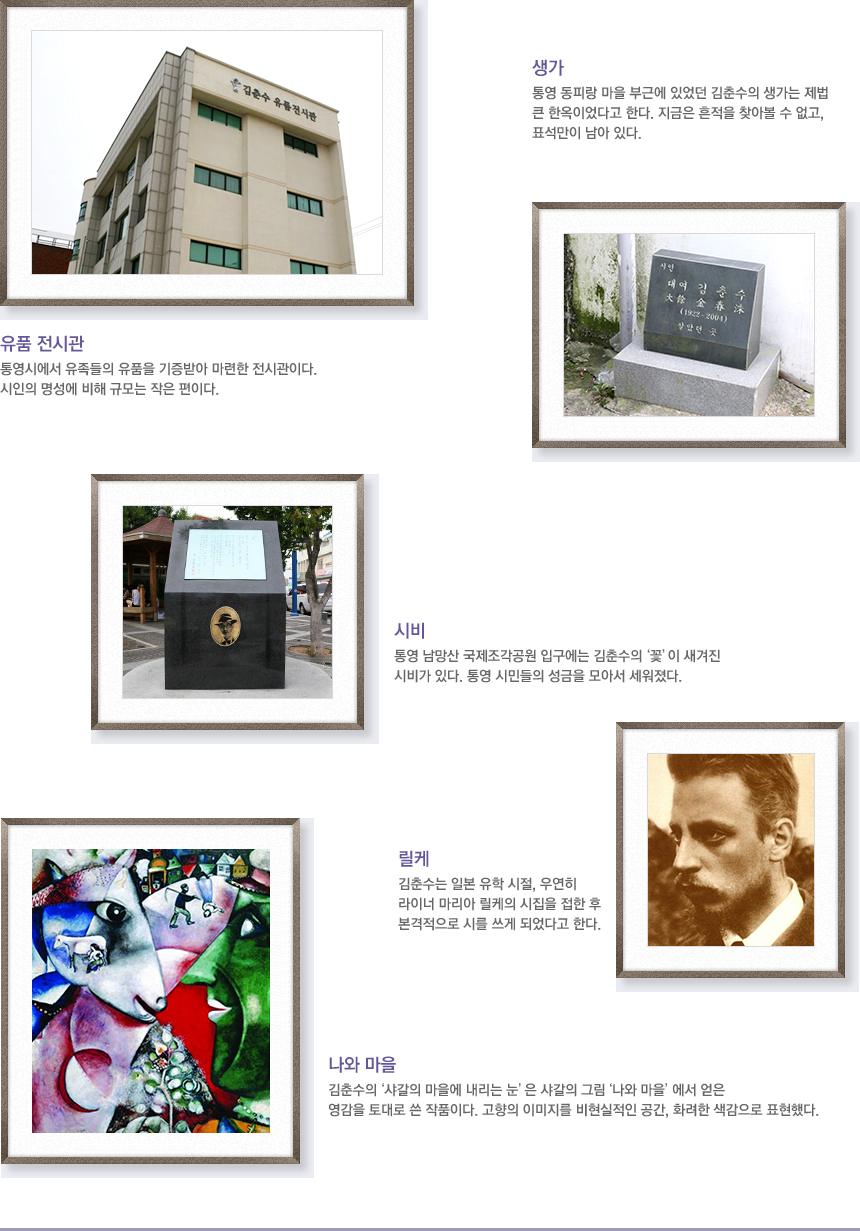 김춘수 유품전시관
생가
통영 동피랑 마을 부근에 있었던 김춘수의 생가는 제법
큰 한옥이었다고 한다. 지금은 흔적을 찾아볼 수 없고,
표석만이 남아 있다.
시인
대여 김춘수
大餘 金春洙
(1922-2004)
살았던 곳
유품 전시관
통영시에서 유족들의 유품을 기증받아 마련한 전시관이다.
시인의 명성에 비해 규모는 작은 편이다.
시비
통영 남망산 국제조각공원 입구에는 김춘수의 ‘꽃’ 이 새겨진
시비가 있다. 통영 시민들의 성금을 모아서 세워졌다.
릴케
김춘수는 일본 유학 시절, 우연히
라이너 마리아 릴케의 시집을 접한 후
본격적으로 시를 쓰게 되었다고 한다.
나와 마을
김춘수의 ‘샤갈의 마을에 내리는 눈’ 은 샤갈의 그림 ‘나와 마을’ 에서 얻은
영감을 토대로 쓴 작품이다. 고향의 이미지를 비현실적인 공간, 화려한 색감으로 표현했다.